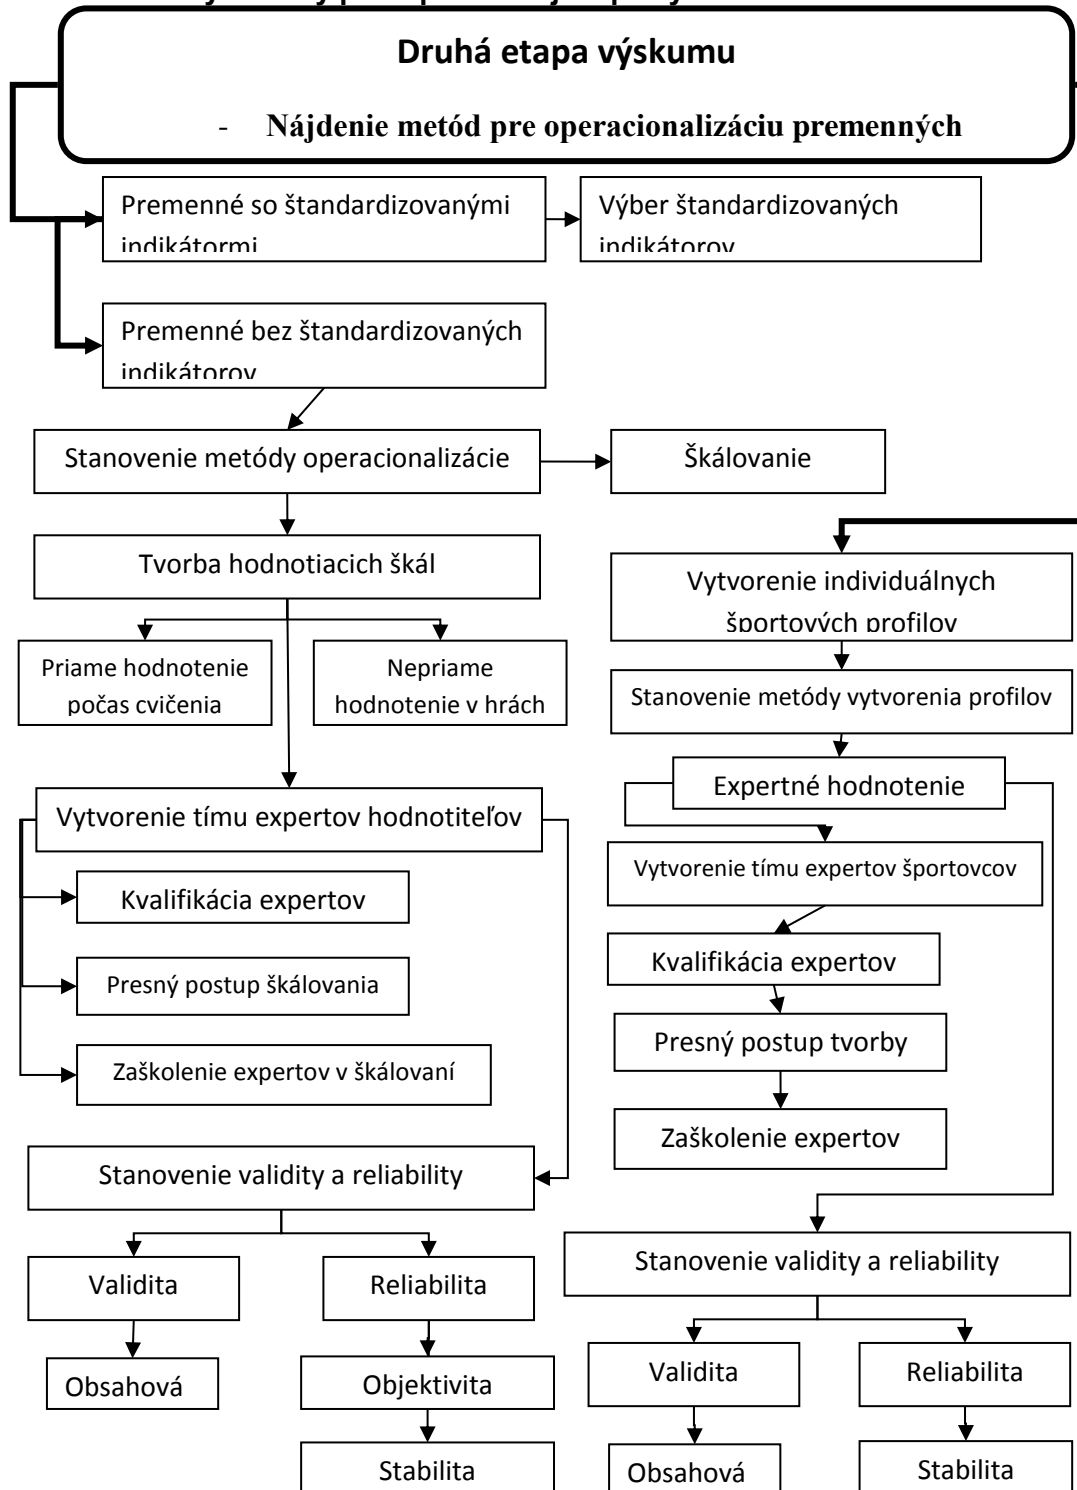 Druhá etapa výskumu
- Nájdenie metód pre operacionalizáciu premenných
Premenné so štandardizovanými
indikátormi
Výber štandardizovaných
indikátorov
Premenné bez štandardizovaných
indikátorov
Stanovenie metódy operacionalizácie
Škálovanie
Tvorba hodnotiacich škál
Priame hodnotenie
počas cvičenia
Nepriame
hodnotenie v hrách
Vytvorenie tímu expertov hodnotiteľov
Kvalifikácia expertov
Presný postup škálovania
Zaškolenie expertov v škálovaní
Stanovenie validity a reliability
Validita
Reliabilita
Obsahová
Objektivita
Stabilita
Vytvorenie individuálnych
športových profilov
Stanovenie metódy vytvorenia profilov
Expertné hodnotenie
Vytvorenie tímu expertov športovcov
Kvalifikácia expertov
Presný postup tvorby
Zaškolenie expertov
Stanovenie validity a reliability
Validita
Reliabilita
Obsahová
Stabilita